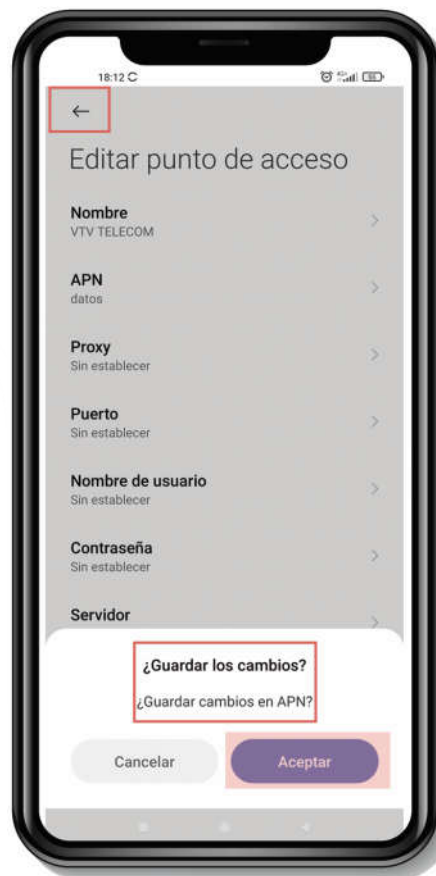 18:12
Editar punto de acceso
Nombre
VTV TELECOM
APN
datos
Proxy
Sin establecer
Puerto
Sin establecer
Nombre de usuario
Sin establecer
Contraseña
Sin establecer
Servidor
¿Guardar los cambios?
¿Guardar cambios en APN?
Cancelar
Aceptar